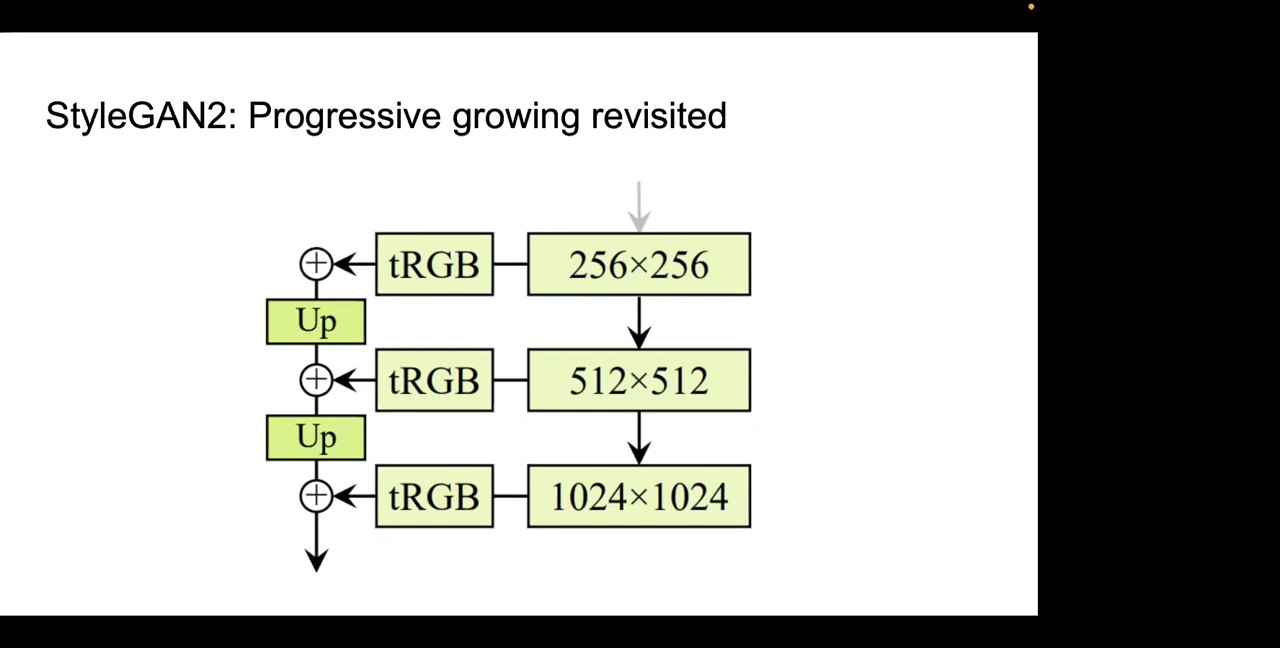 StyleGAN2: Progressive growing revisited
tRGB 256×256
Up
tRGB 512×512
Up
tRGB 1024×1024